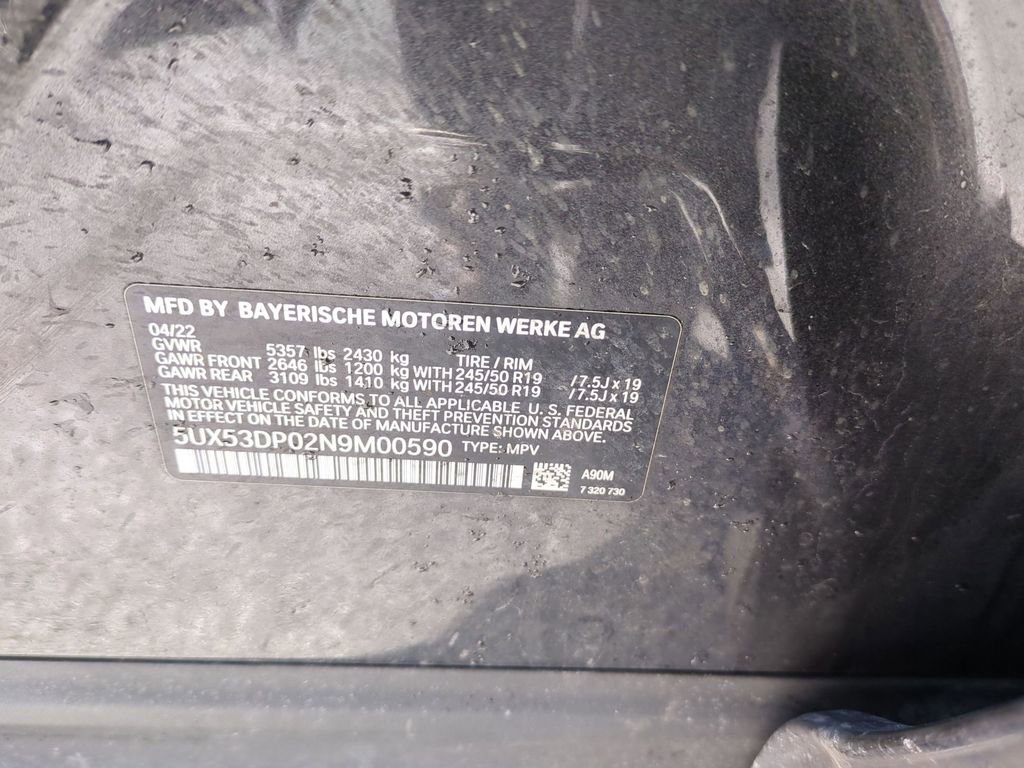 MFD BY BAYERISCHE MOTOREN WERKE AG
04/22
GVWR 5357 lbs 2430 kg TIRE / RIM
GAWR FRONT 2646 lbs 1200 kg WITH 245/50 R19 / 7.5J x 19
GAWR REAR 3109 lbs 1410 kg WITH 245/50 R19 / 7.5J x 19
THIS VEHICLE CONFORMS TO ALL APPLICABLE U. S. FEDERAL
MOTOR VEHICLE SAFETY AND THEFT PREVENTION STANDARDS
IN EFFECT ON THE DATE OF MANUFACTURE SHOWN ABOVE.
5UX53DP02N9M00590 TYPE: MPV
A90M
7 320 730